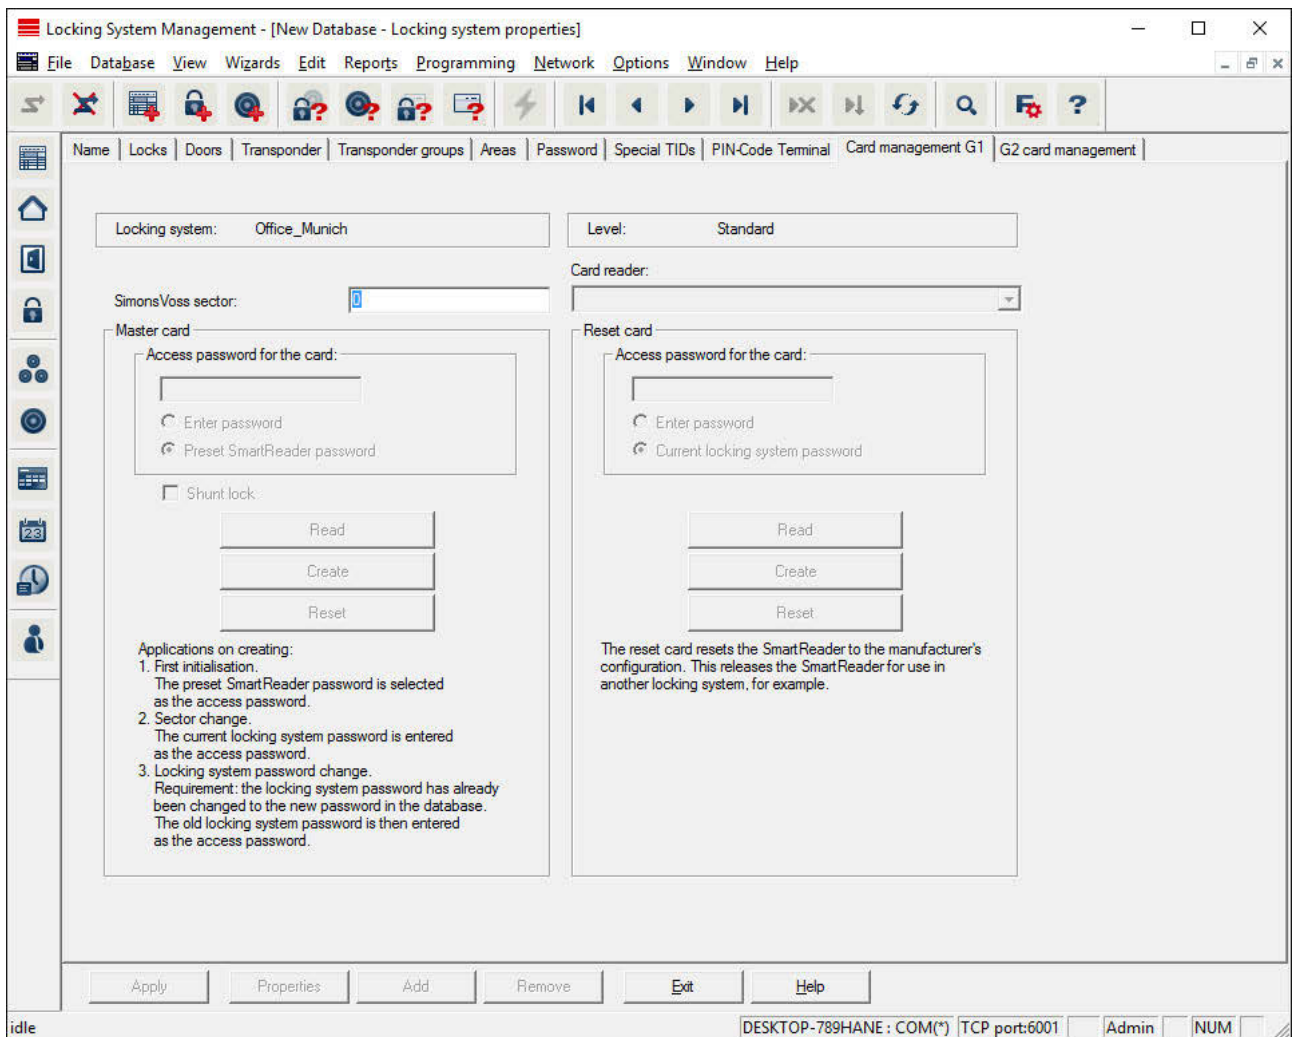 Locking System Management - [New Database - Locking system properties]
File Database View Wizards Edit Reports Programming Network Options Window Help
Name Locks Doors Transponder Transponder groups Areas Password Special TIDs PIN-Code Terminal Card management G1 G2 card management
Locking system: Office_Munich Level: Standard
Card reader:
SimonsVoss sector: 0
Master card Reset card
Access password for the card: Access password for the card:
Enter password Enter password
Preset SmartReader password Current locking system password
Shunt lock
Read Read
Create Create
Reset Reset
Applications on creating:
1. First initialisation.
The preset SmartReader password is selected
as the access password.
2. Sector change.
The current locking system password is entered
as the access password.
3. Locking system password change.
Requirement: the locking system password has already
been changed to the new password in the database.
The old locking system password is then entered
as the access password.
The reset card resets the SmartReader to the manufacturer's
configuration. This releases the SmartReader for use in
another locking system, for example.
Apply Properties Add Remove Exit Help
idle DESKTOP-789HANE : COM(*) TCP port:6001 Admin NUM
23